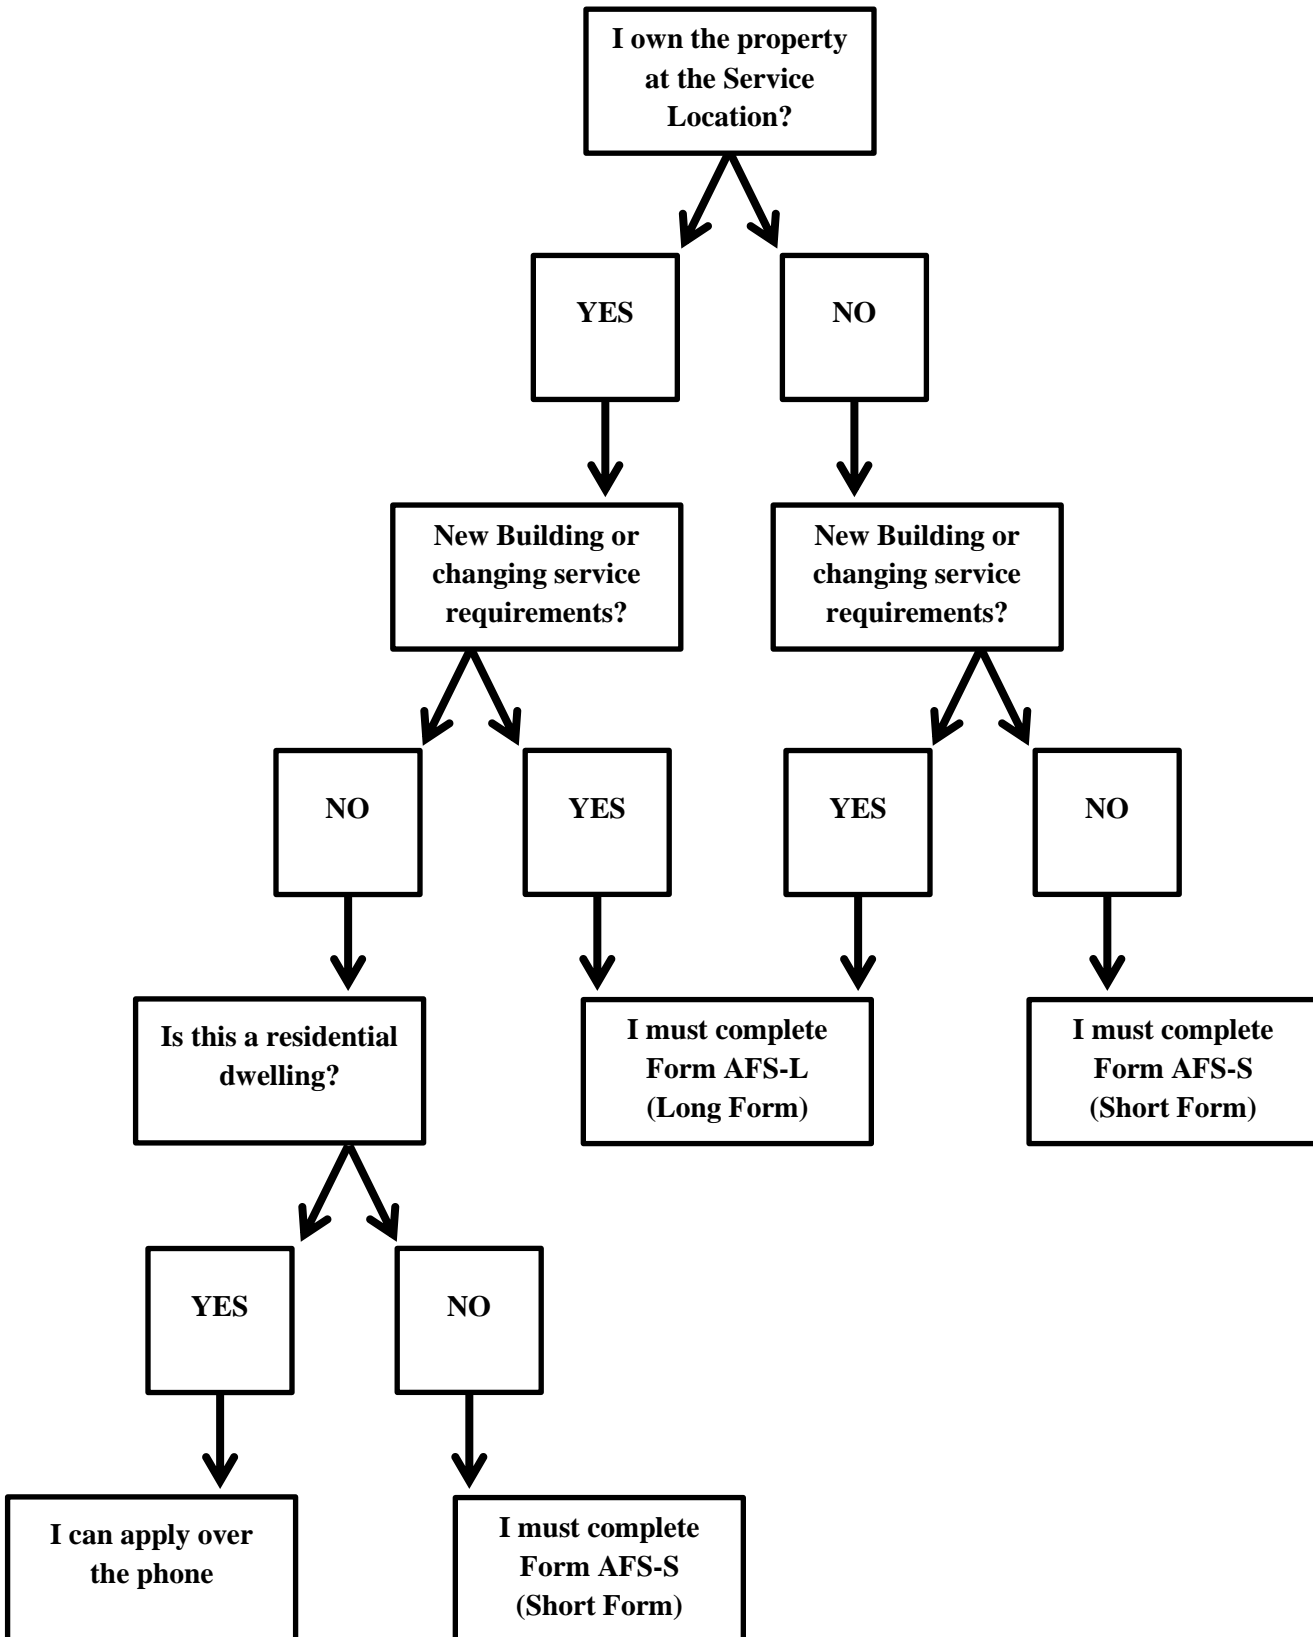 I own the property
at the Service
Location?
YES
NO
New Building or
changing service
requirements?
New Building or
changing service
requirements?
NO
YES
YES
NO
Is this a residential
dwelling?
I must complete
Form AFS-L
(Long Form)
I must complete
Form AFS-S
(Short Form)
YES
NO
I can apply over
the phone
I must complete
Form AFS-S
(Short Form)